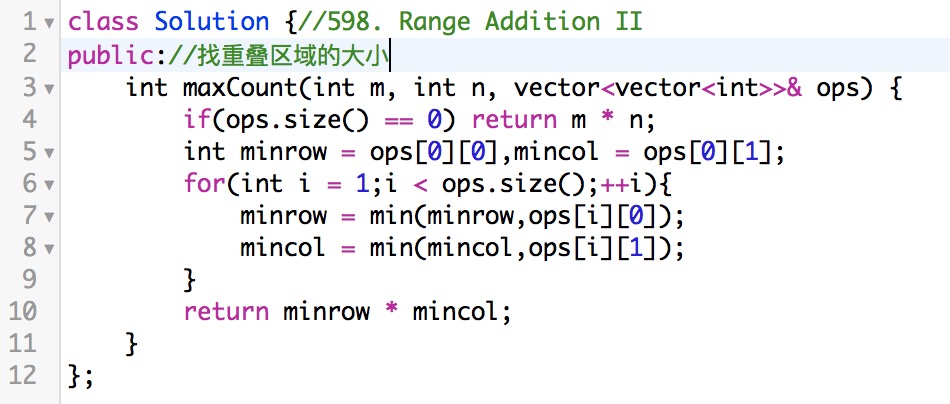 1 class Solution {//598. Range Addition II
2 public://找重叠区域的大小
3     int maxCount(int m, int n, vector<vector<int>>& ops) {
4         if(ops.size() == 0) return m * n;
5         int minrow = ops[0][0],mincol = ops[0][1];
6         for(int i = 1;i < ops.size();++i){
7             minrow = min(minrow,ops[i][0]);
8             mincol = min(mincol,ops[i][1]);
9         }
10         return minrow * mincol;
11     }
12 };